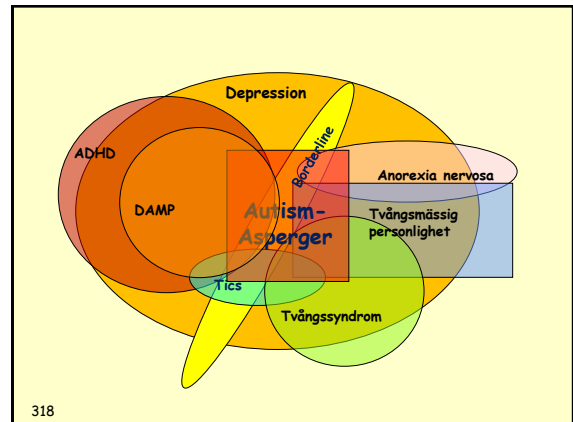 Depression
Borderline
ADHD
Anorexia nervosa
DAMP
Autism-
Asperger
Tvångsmässig
personlighet
Tics
Tvångssyndrom
318